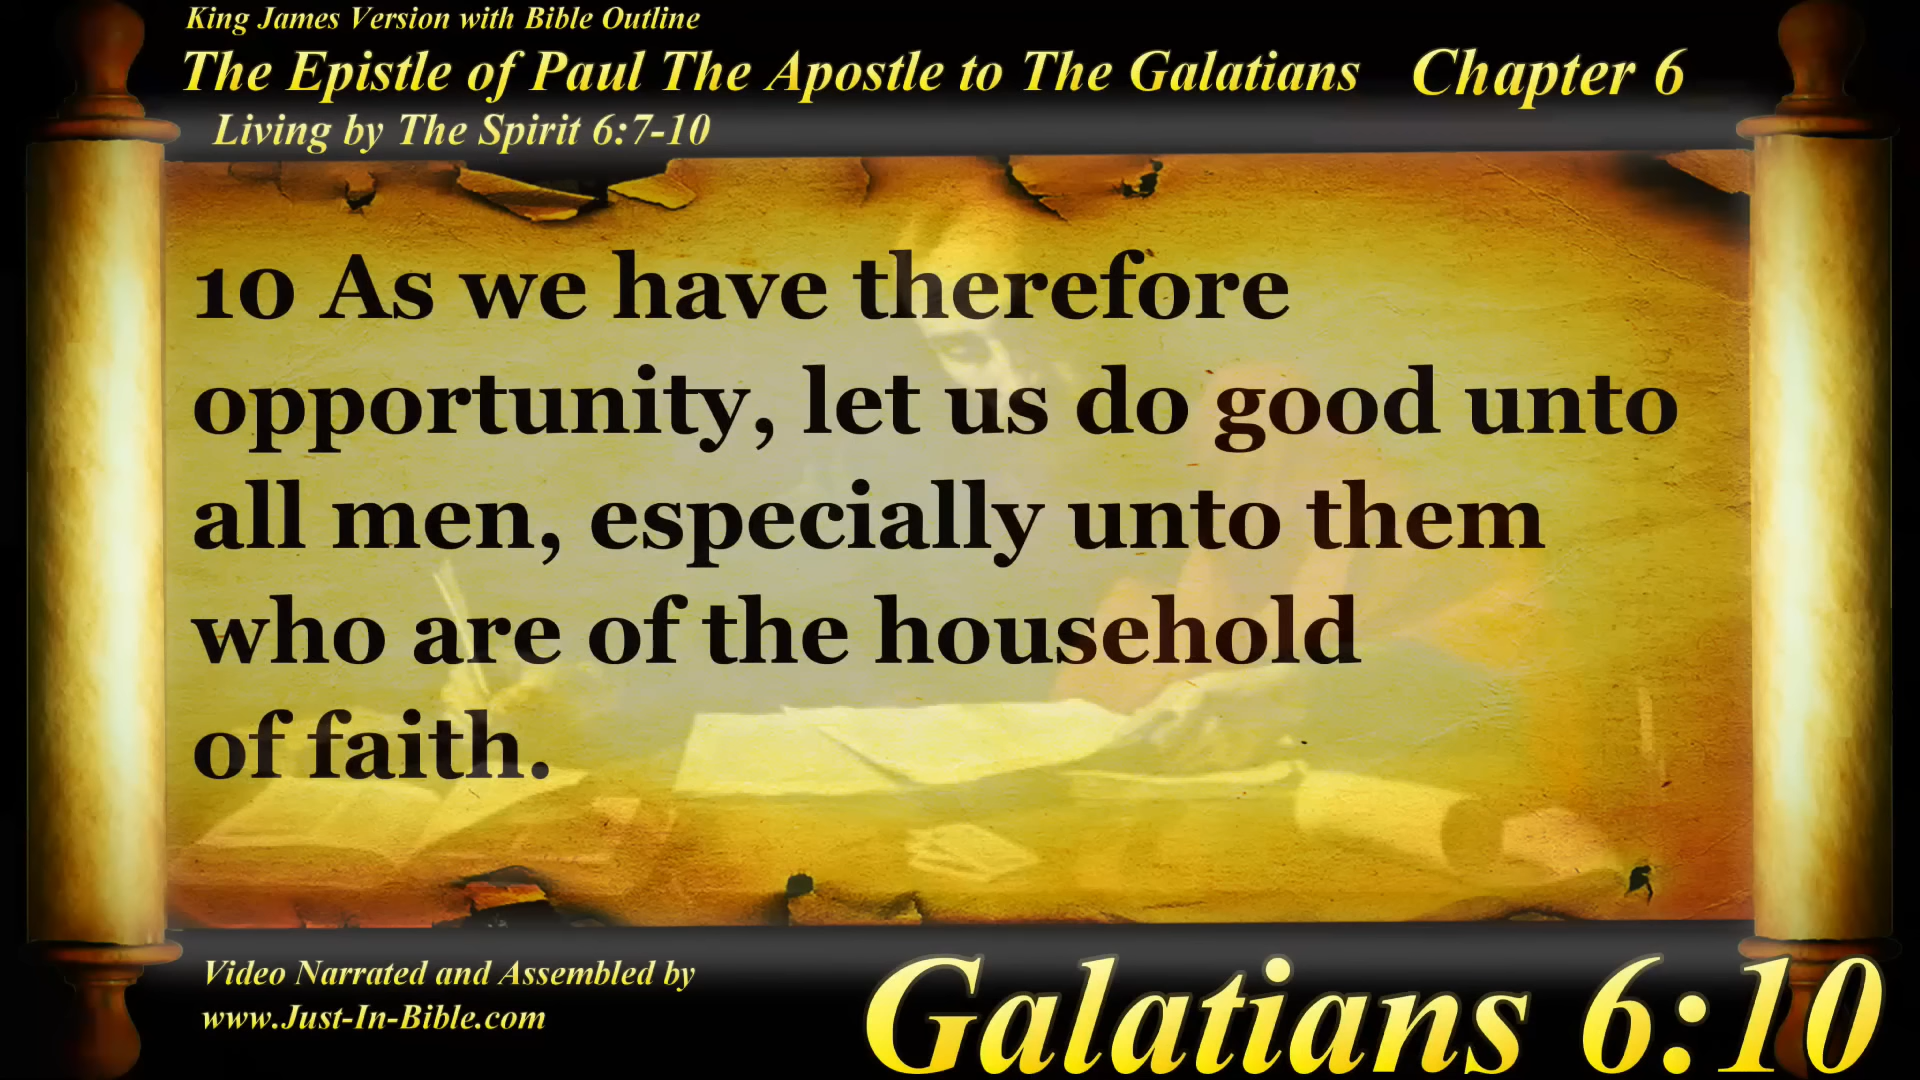 King James Version with Bible Outline
The Epistle of Paul The Apostle to The Galatians Chapter 6
Living by The Spirit 6:7-10
10 As we have therefore
opportunity, let us do good unto
all men, especially unto them
who are of the household
of faith.
Video Narrated and Assembled by
www.Just-In-Bible.com
Galatians 6:10